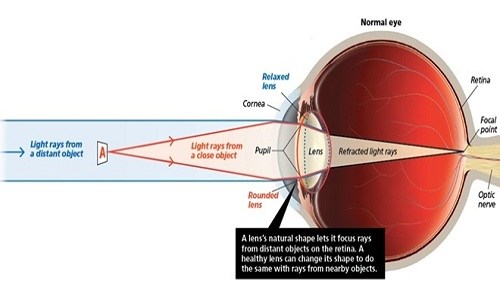 Normal eye
Relaxed
lens
Cornea
Retina
Focal
point
Light rays from
a distant object
A
Light rays from
a close object
Pupil
Lens
Refracted light rays
Rounded
lens
Optic
nerve
A lens's natural shape lets it focus rays
from distant objects on the retina. A
healthy lens can change its shape to do
the same with rays from nearby objects.